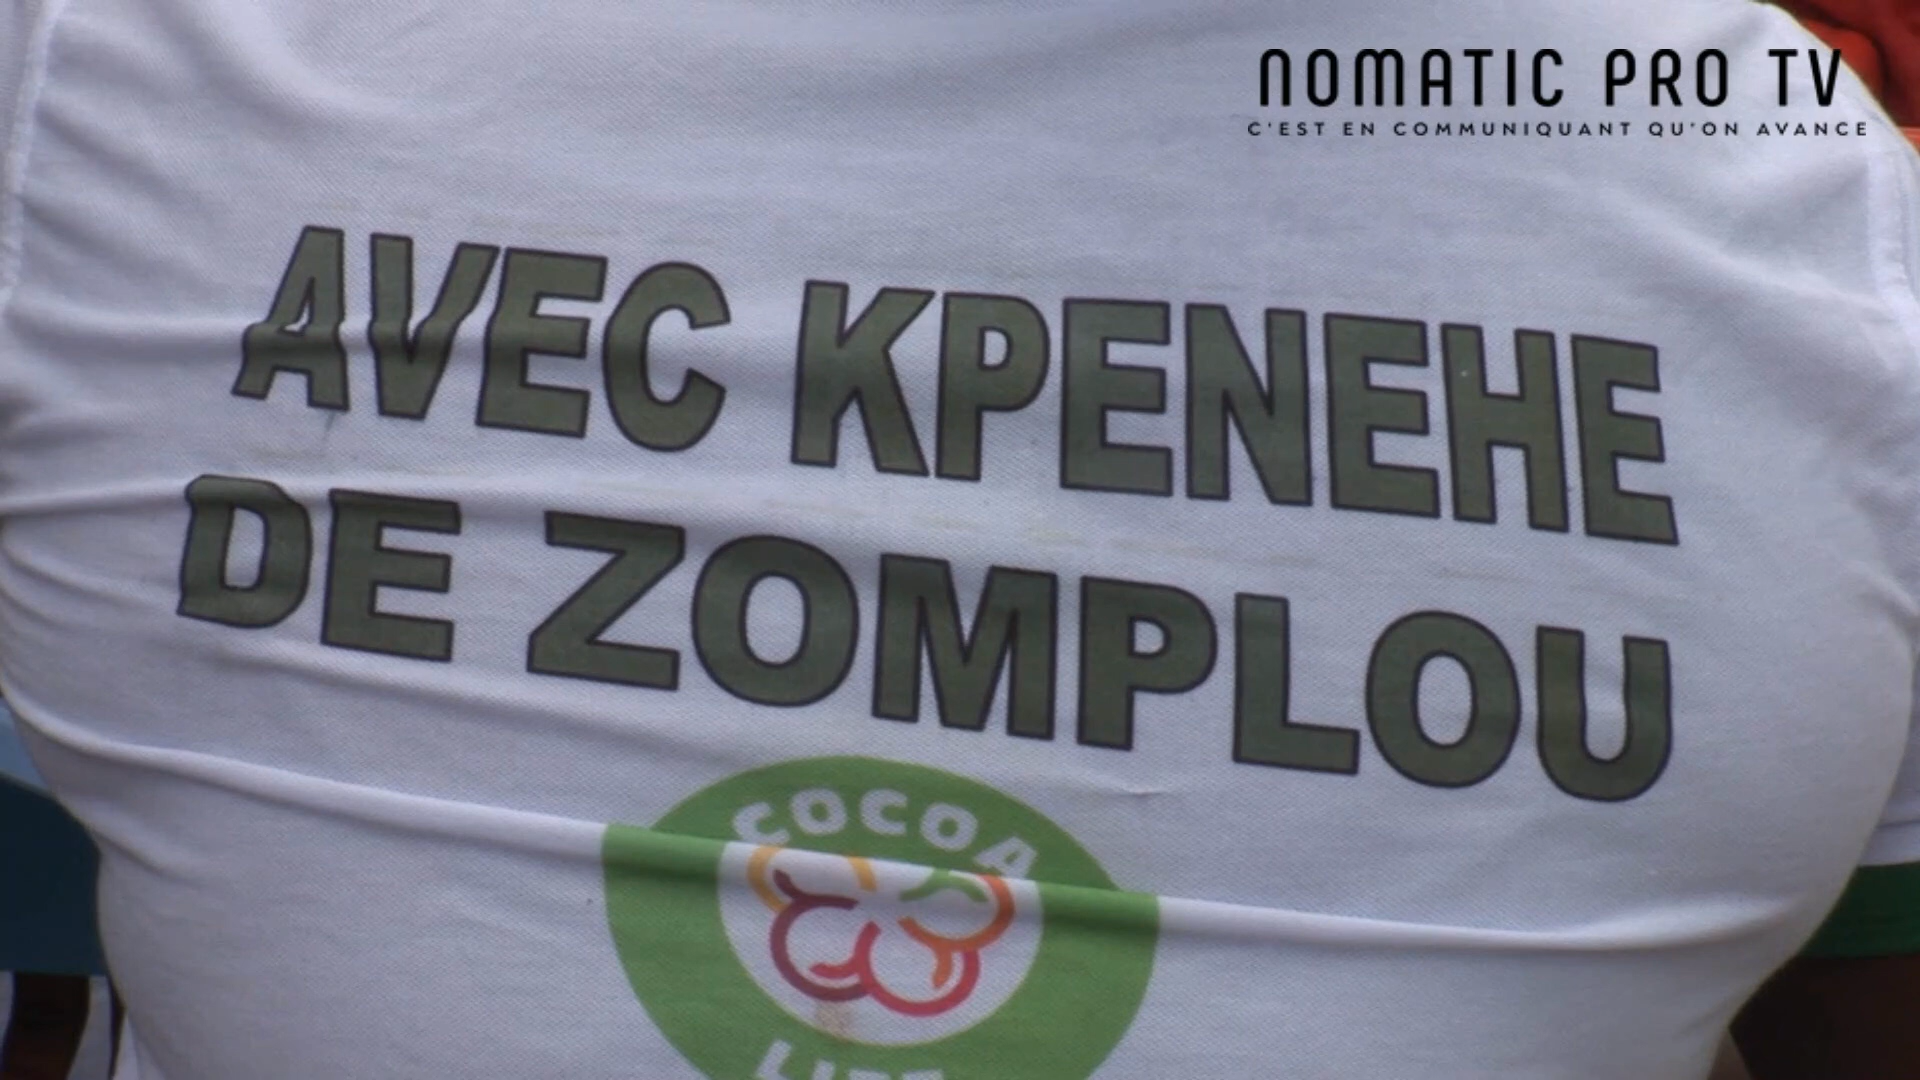 NOMATIC PRO TV
C'EST EN COMMUNIQUANT QU'ON AVANCE
AVEC KPENEHE
DE ZOMPLOU
COCOA